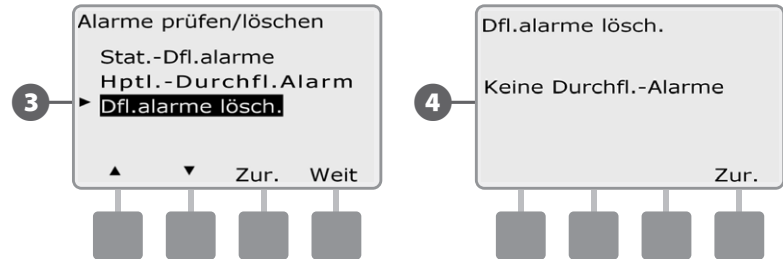 3
Alarme prüfen/löschen
Stat.-Dfl.alarme
Hptl.-Durchfl.Alarm
► Dfl.alarme lösch.
▲ ▼ Zur. Weit
4
Dfl.alarme lösch.
Keine Durchfl.-Alarme
Zur.